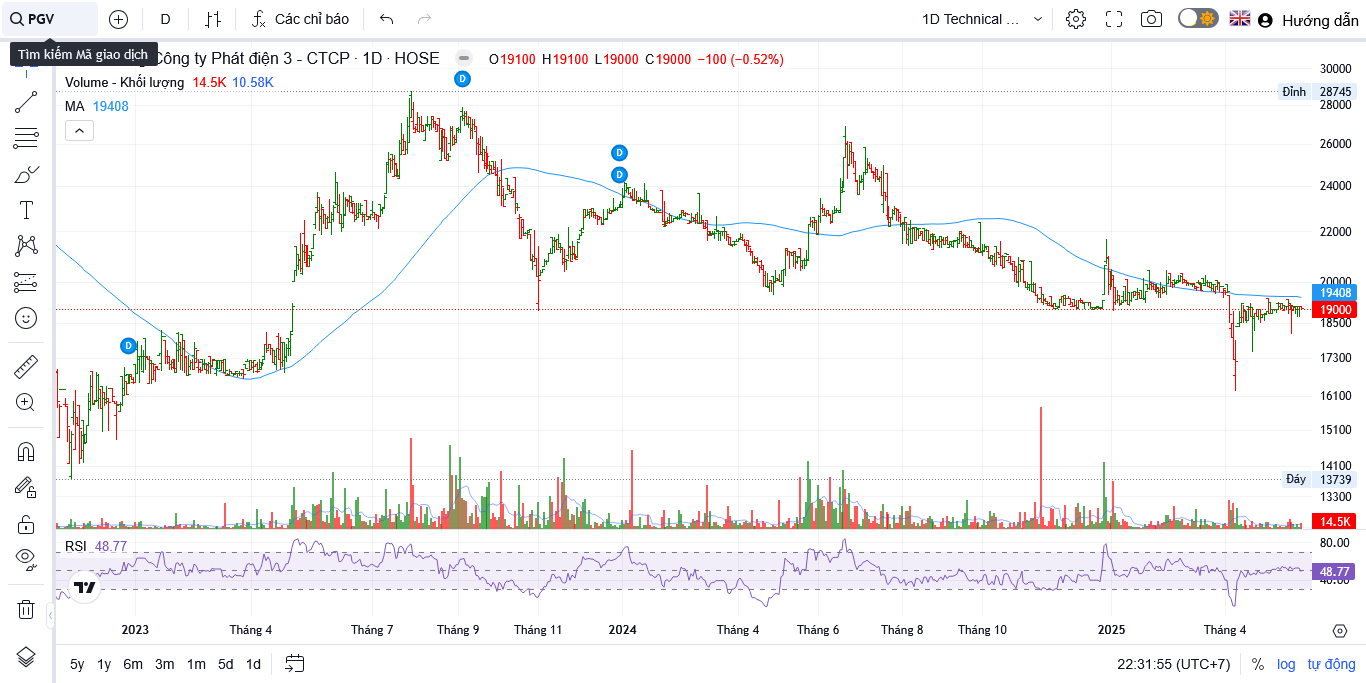 PGV
D
Các chỉ báo
1D Technical ...
Hướng dẫn
Tìm kiếm Mã giao dịch
Công ty Phát điện 3 - CTCP · 1D · HOSE
O19100 H19100 L19000 C19000 −100 (−0.52%)
Volume - Khối lượng 14.5K 10.58K
MA 19408
D
D
D
D
30000
Đỉnh 28745
28000
26000
24000
22000
20000
19408
19000
18500
17300
16100
15100
14100
Đáy 13739
13300
14.5K
RSI 48.77
80.00
48.77
40.00
2023
Tháng 4
Tháng 7
Tháng 9
Tháng 11
2024
Tháng 4
Tháng 6
Tháng 8
Tháng 10
2025
Tháng 4
5y 1y 6m 3m 1m 5d 1d
22:31:55 (UTC+7)
% log tự động